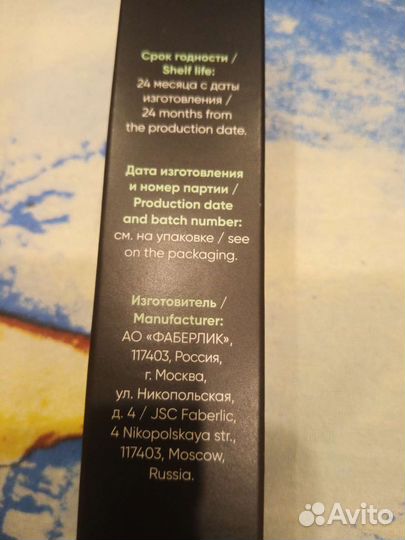 Срок годности /
Shelf life:
24 месяца с даты
изготовления /
24 months from
the production date.
Дата изготовления
и номер партии /
Production date
and batch number:
см. на упаковке / see
on the packaging.
Изготовитель /
Manufacturer:
АО «ФАБЕРЛИК»,
117403, Россия,
г. Москва,
ул. Никопольская,
д. 4 / JSC Faberlic,
4 Nikopolskaya str.,
117403, Moscow,
Russia.
Avito